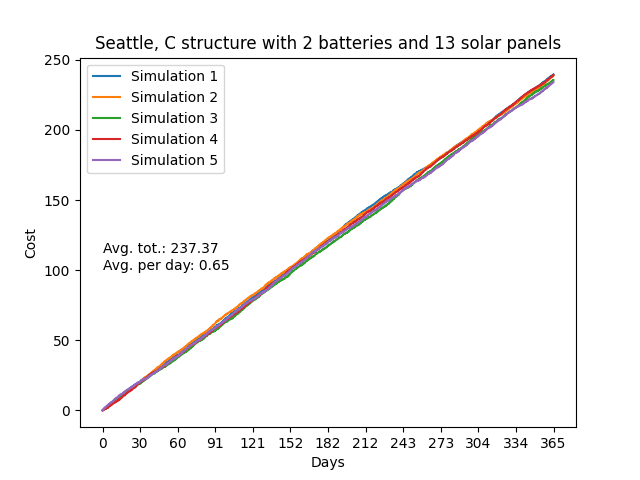 Seattle, C structure with 2 batteries and 13 solar panels
250
200
150
100
50
0
Cost
Simulation 1
Simulation 2
Simulation 3
Simulation 4
Simulation 5
Avg. tot.: 237.37
Avg. per day: 0.65
0 30 60 91 121 152 182 212 243 273 304 334 365
Days